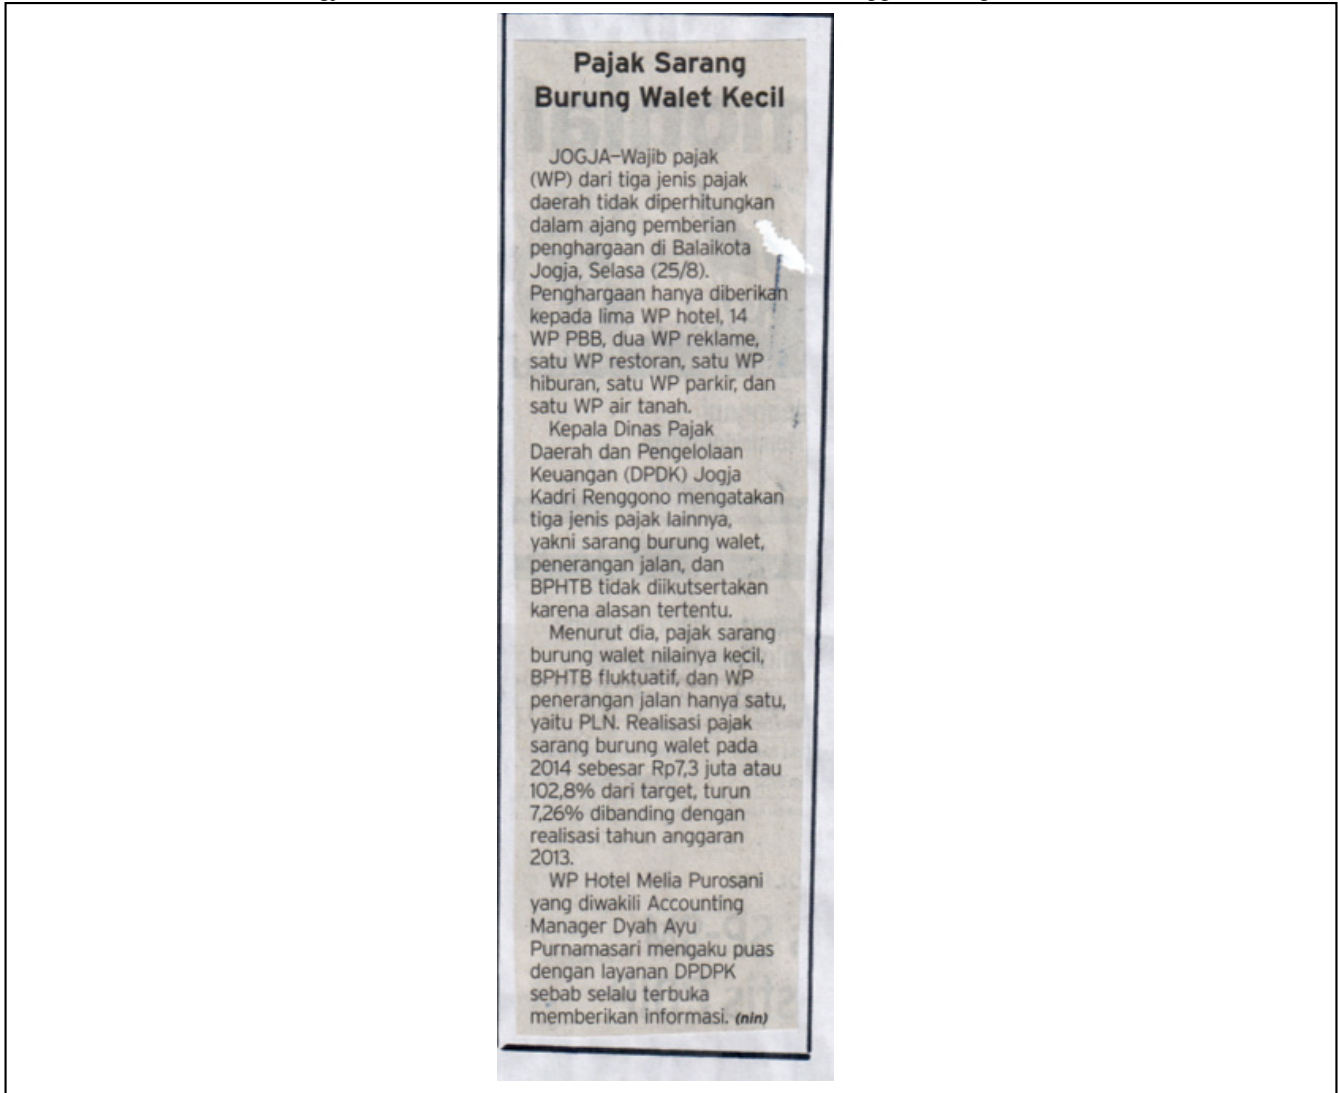 Pajak Sarang
Burung Walet Kecil
JOGJA–Wajib pajak
(WP) dari tiga jenis pajak
daerah tidak diperhitungkan
dalam ajang pemberian
penghargaan di Balaikota
Jogja, Selasa (25/8).
Penghargaan hanya diberikan
kepada lima WP hotel, 14
WP PBB, dua WP reklame,
satu WP restoran, satu WP
hiburan, satu WP parkir, dan
satu WP air tanah.
Kepala Dinas Pajak
Daerah dan Pengelolaan
Keuangan (DPDK) Jogja
Kadri Renggono mengatakan
tiga jenis pajak lainnya,
yakni sarang burung walet,
penerangan jalan, dan
BPHTB tidak diikutsertakan
karena alasan tertentu.
Menurut dia, pajak sarang
burung walet nilainya kecil,
BPHTB fluktuatif, dan WP
penerangan jalan hanya satu,
yaitu PLN. Realisasi pajak
sarang burung walet pada
2014 sebesar Rp7,3 juta atau
102,8% dari target, turun
7,26% dibanding dengan
realisasi tahun anggaran
2013.
WP Hotel Melia Purosani
yang diwakili Accounting
Manager Dyah Ayu
Purnamasari mengaku puas
dengan layanan DPDPK
sebab selalu terbuka
memberikan informasi. (nin)